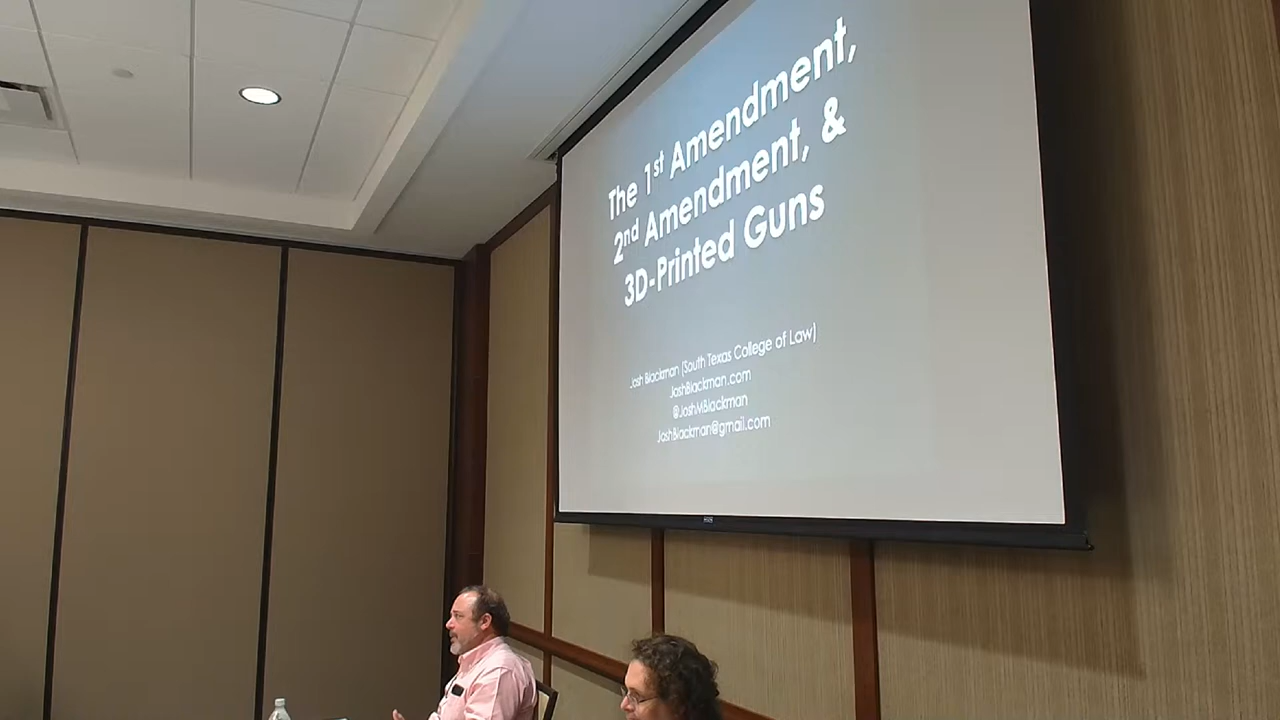 The 1st Amendment,
2nd Amendment, &
3D-Printed Guns
Josh Blackman (South Texas College of Law)
JoshBlackman.com
@JoshMBlackman
JoshBlackman@gmail.com